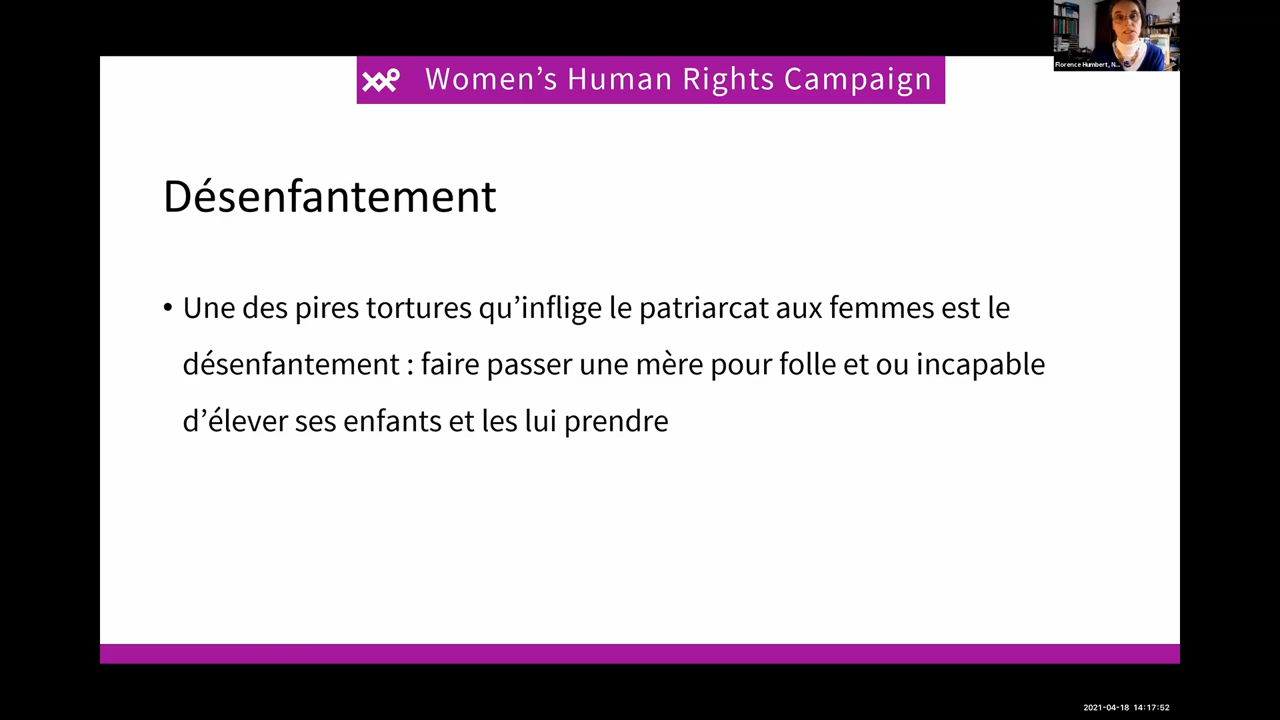 Women’s Human Rights Campaign
Florence Humbert, N...
Désenfantement
• Une des pires tortures qu’inflige le patriarcat aux femmes est le
désenfantement : faire passer une mère pour folle et ou incapable
d’élever ses enfants et les lui prendre
2021-04-18 14:17:52